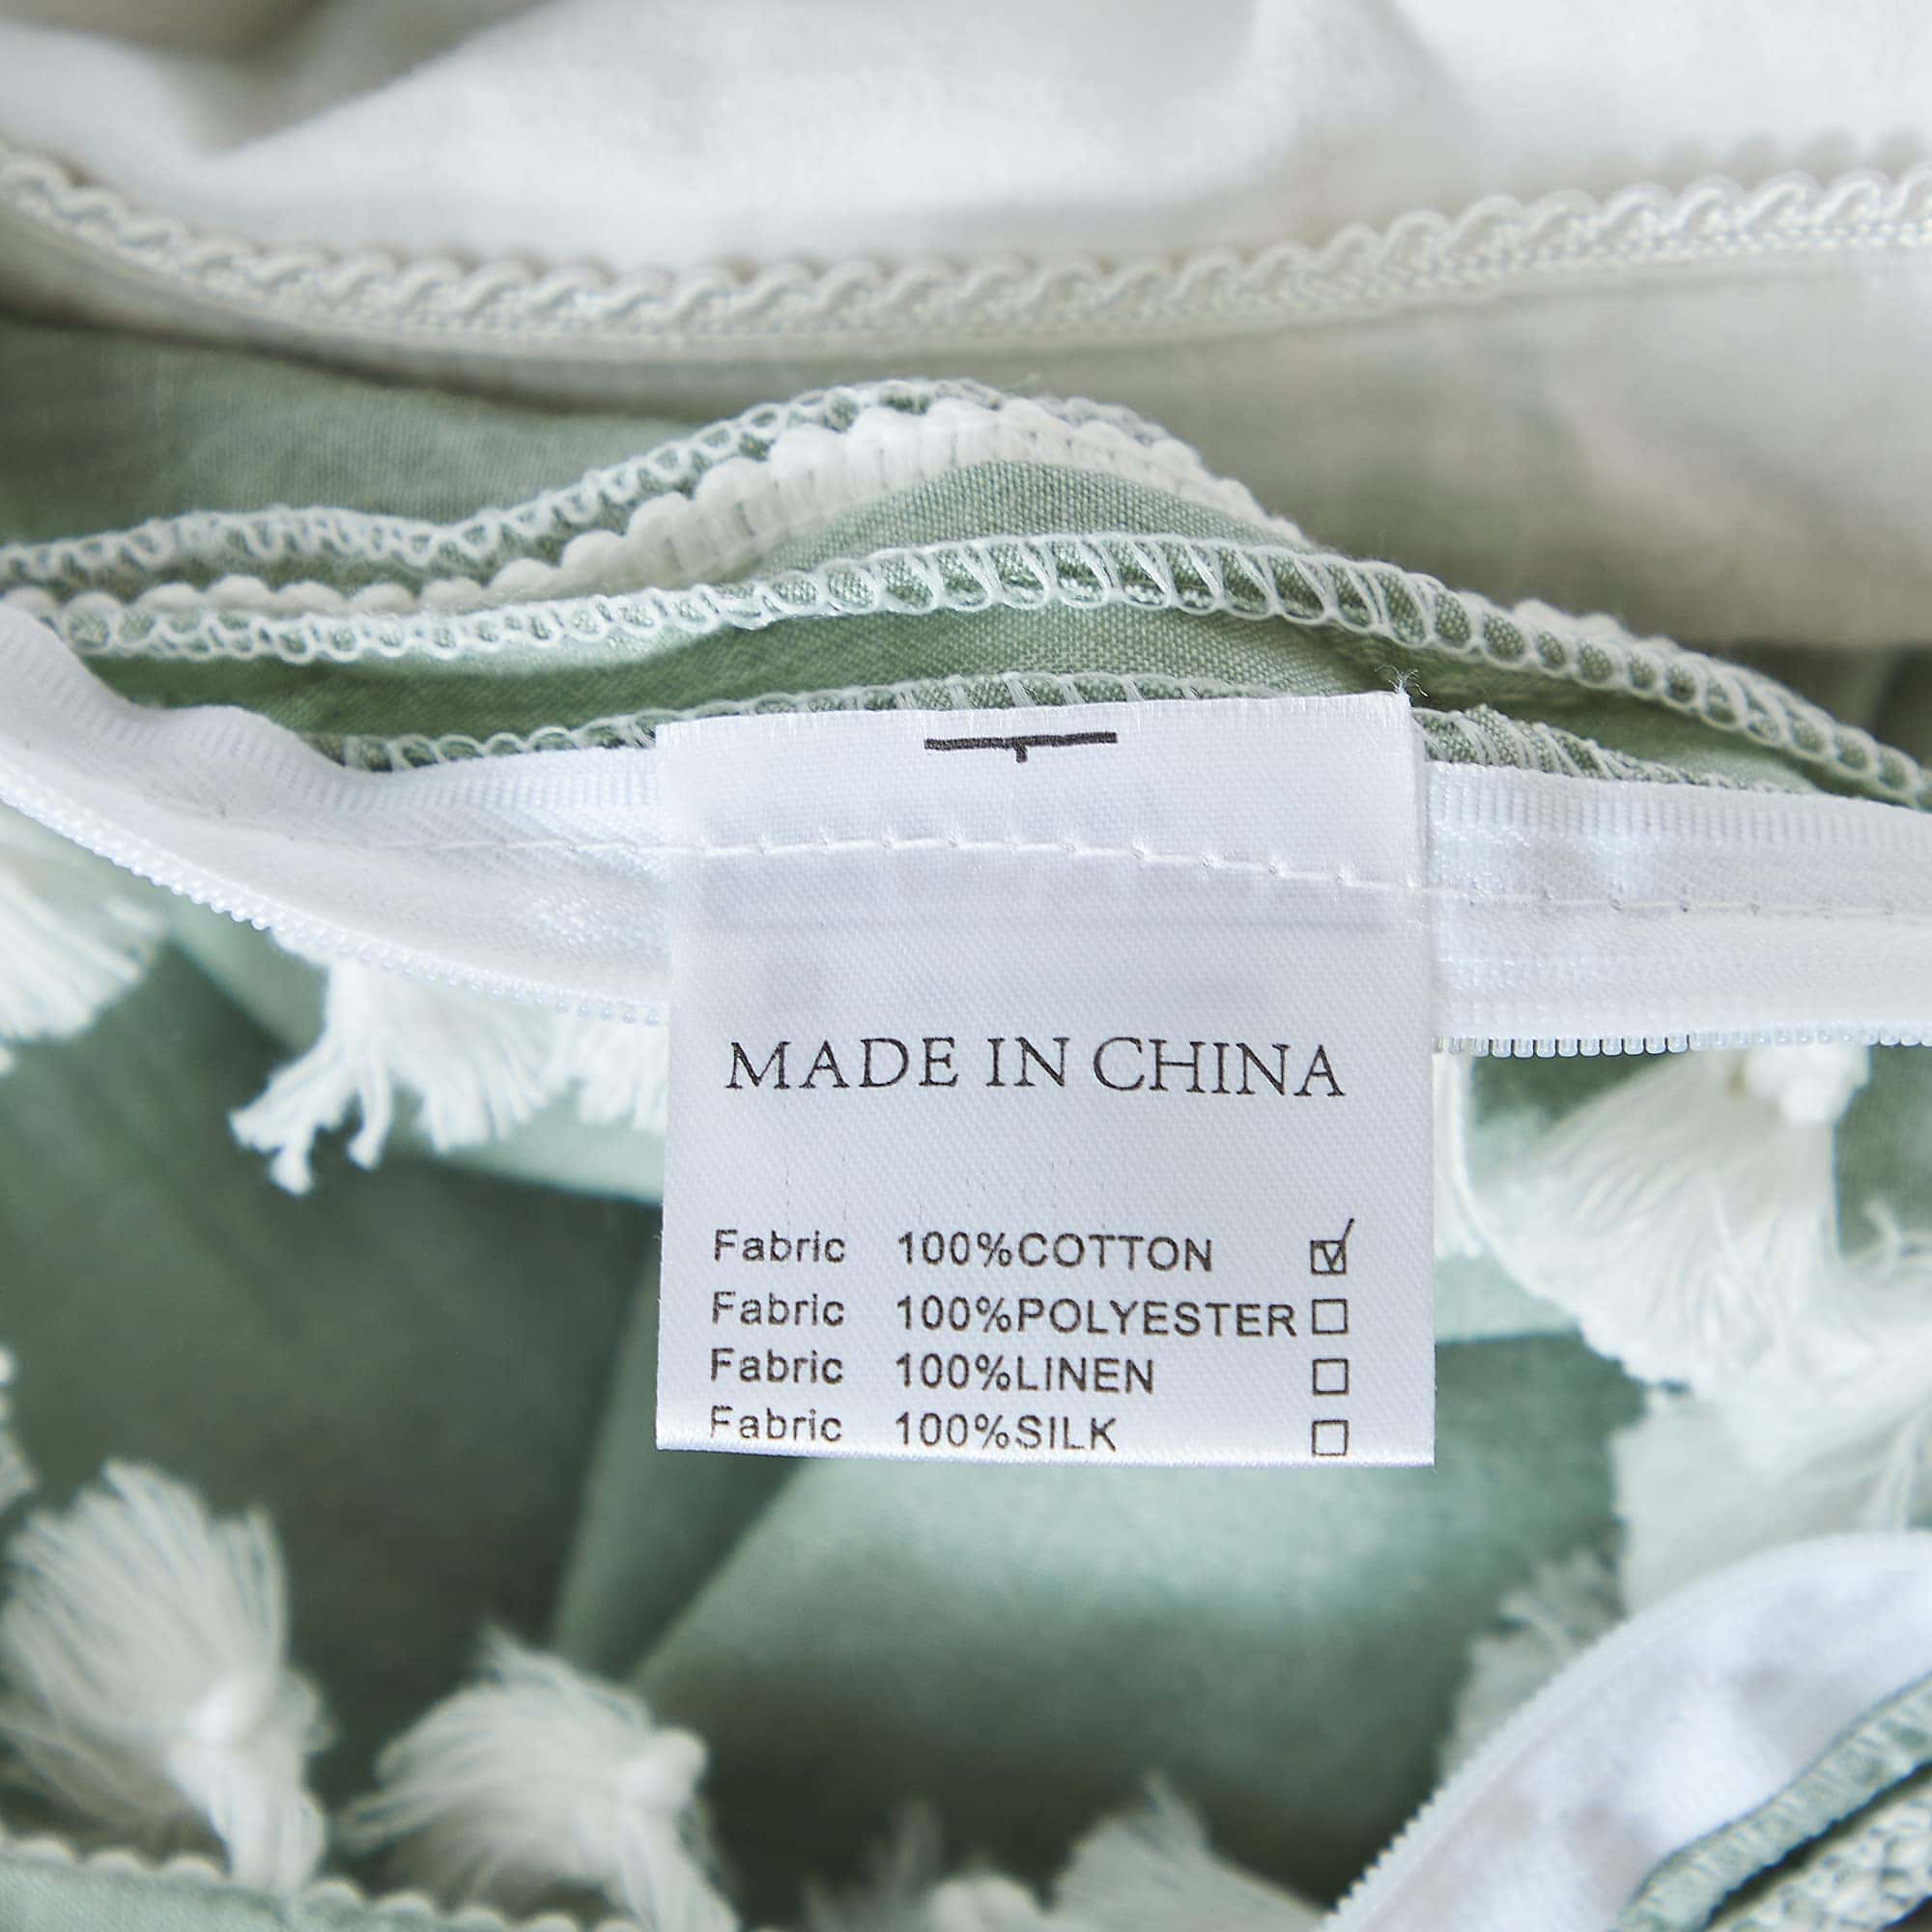 MADE IN CHINA
Fabric 100%COTTON ☑
Fabric 100%POLYESTER ☐
Fabric 100%LINEN ☐
Fabric 100%SILK ☐